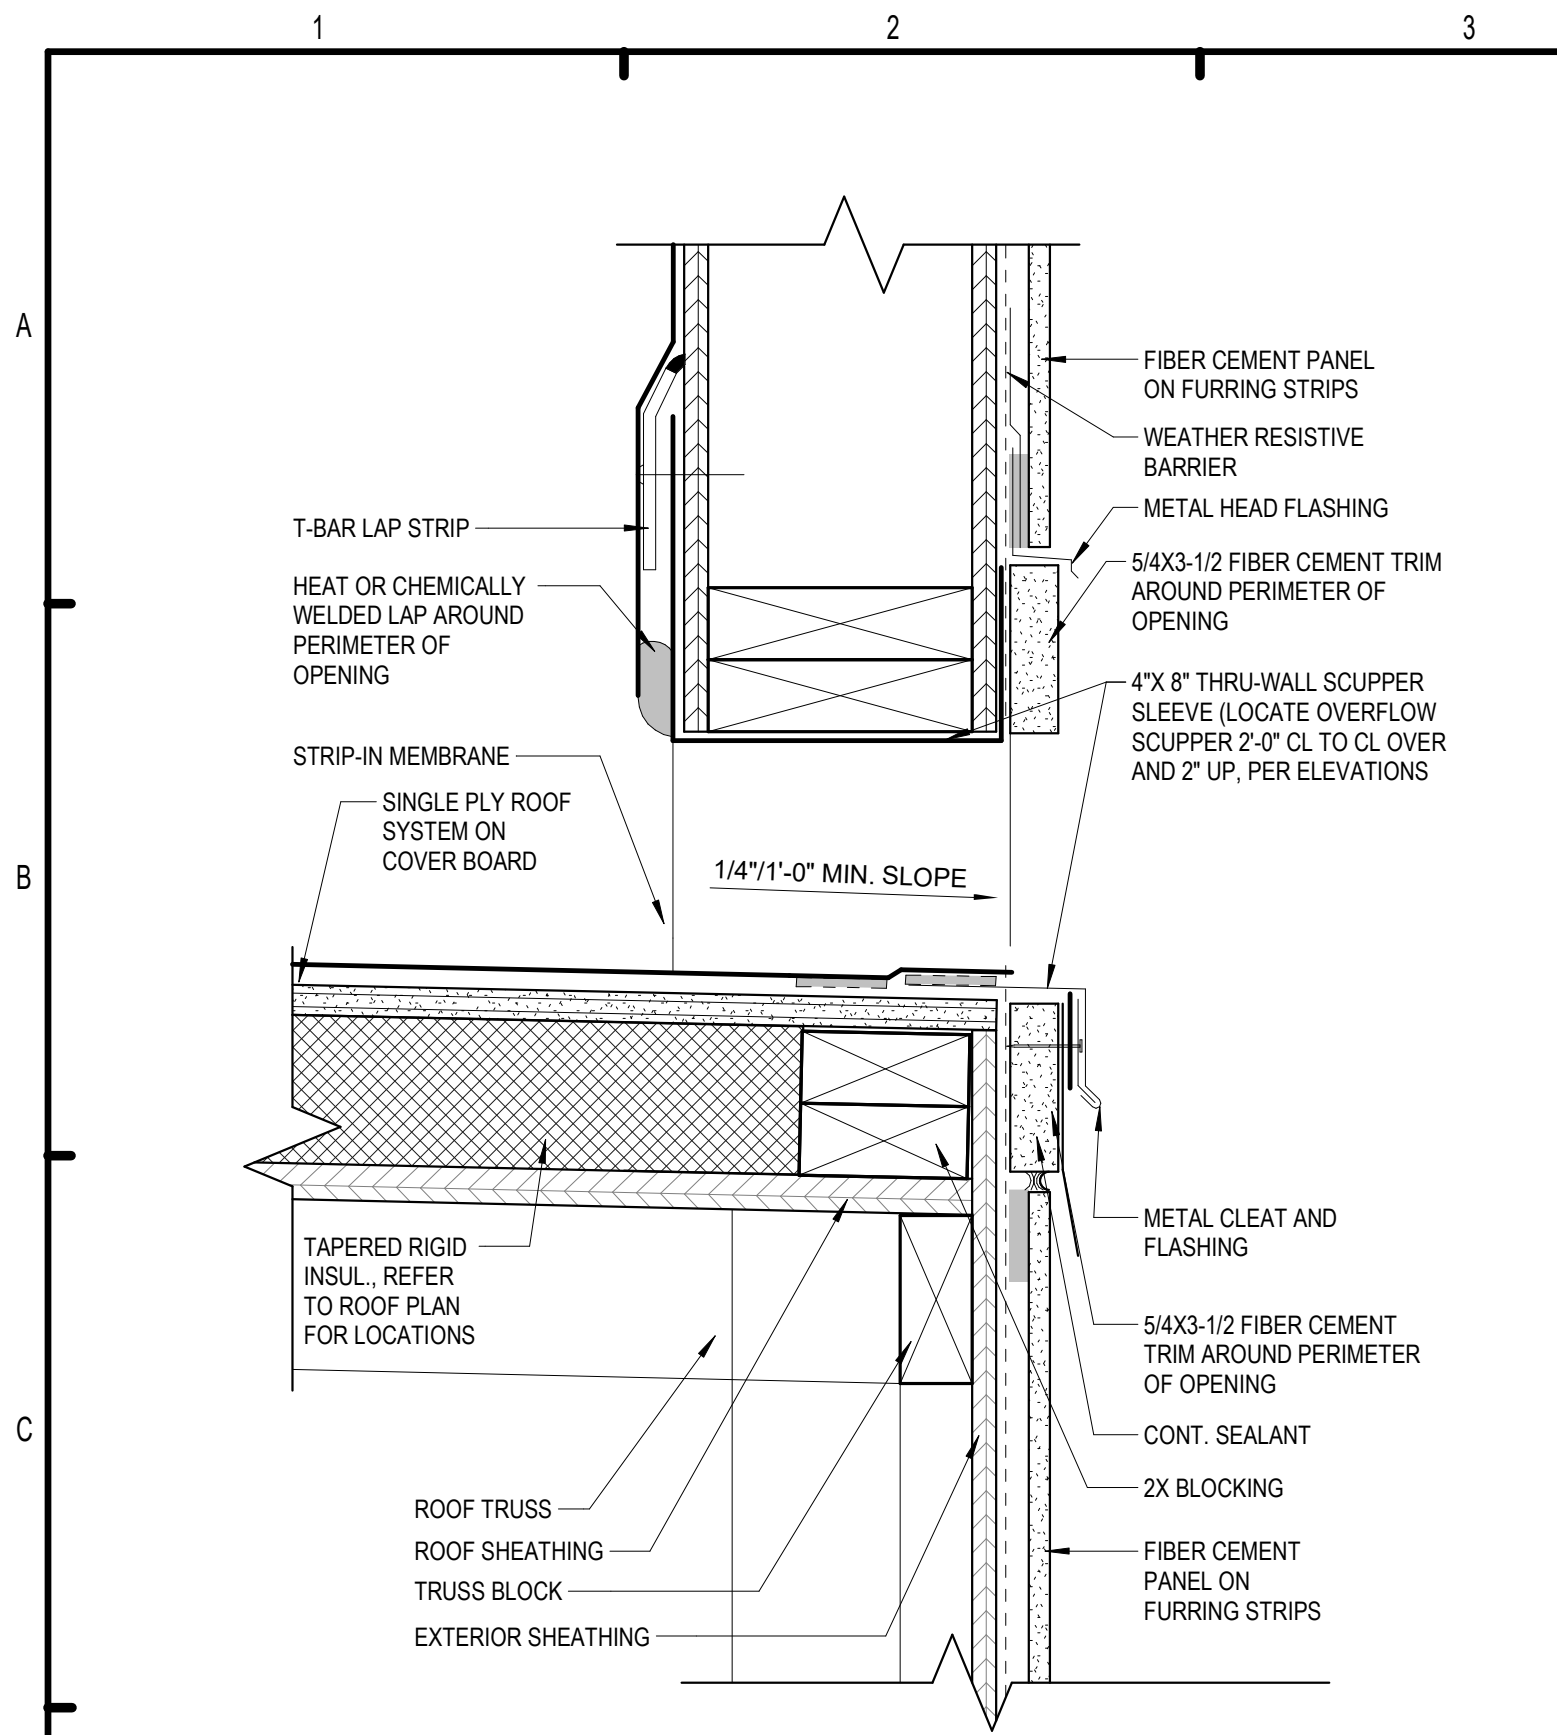 1
2
3
A
B
C
FIBER CEMENT PANEL
ON FURRING STRIPS
WEATHER RESISTIVE
BARRIER
METAL HEAD FLASHING
5/4X3-1/2 FIBER CEMENT TRIM
AROUND PERIMETER OF
OPENING
4"X 8" THRU-WALL SCUPPER
SLEEVE (LOCATE OVERFLOW
SCUPPER 2'-0" CL TO CL OVER
AND 2" UP, PER ELEVATIONS
T-BAR LAP STRIP
HEAT OR CHEMICALLY
WELDED LAP AROUND
PERIMETER OF
OPENING
STRIP-IN MEMBRANE
SINGLE PLY ROOF
SYSTEM ON
COVER BOARD
1/4"/1'-0" MIN. SLOPE
TAPERED RIGID
INSUL., REFER
TO ROOF PLAN
FOR LOCATIONS
METAL CLEAT AND
FLASHING
5/4X3-1/2 FIBER CEMENT
TRIM AROUND PERIMETER
OF OPENING
CONT. SEALANT
2X BLOCKING
FIBER CEMENT
PANEL ON
FURRING STRIPS
ROOF TRUSS
ROOF SHEATHING
TRUSS BLOCK
EXTERIOR SHEATHING